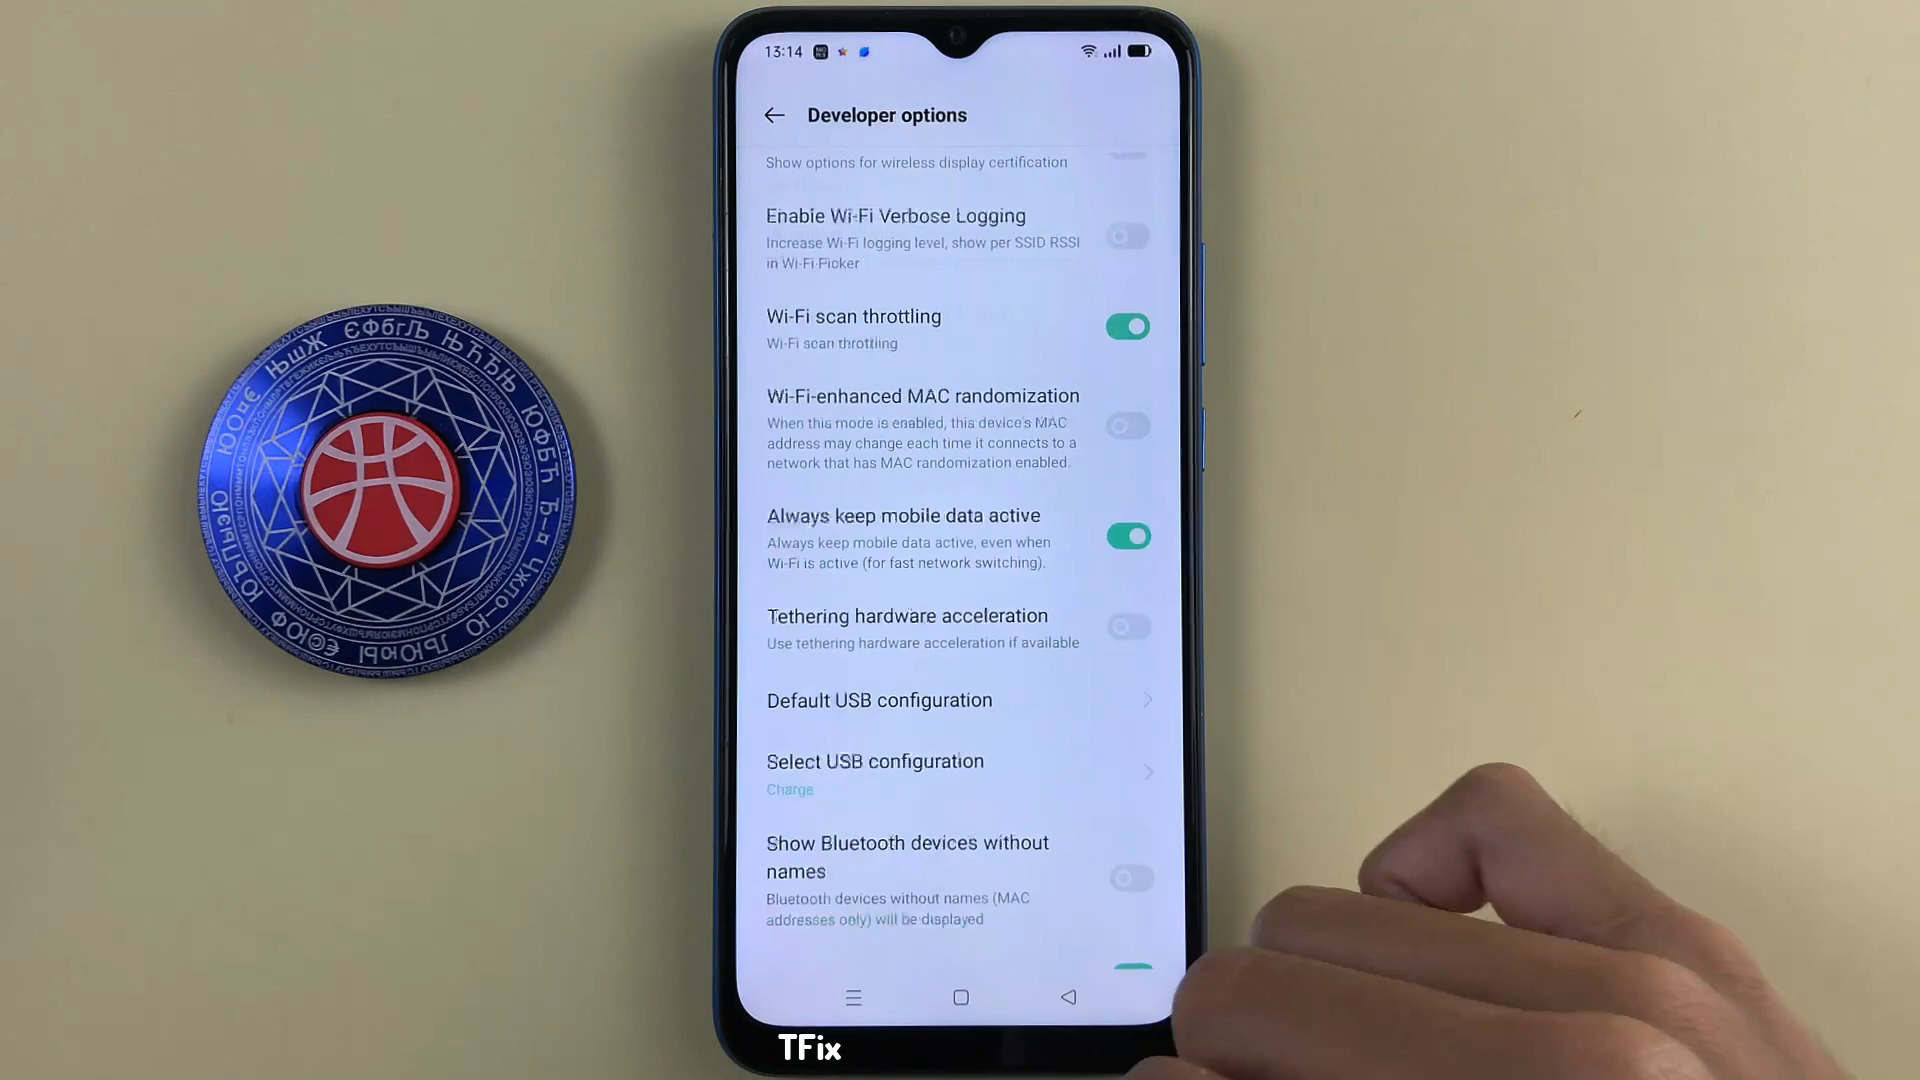 13:14
Developer options
Show options for wireless display certification
Enable Wi-Fi Verbose Logging
Increase Wi-Fi logging level, show per SSID RSSI
in Wi-Fi Picker
Wi-Fi scan throttling
Wi-Fi scan throttling
Wi-Fi-enhanced MAC randomization
When this mode is enabled, this device's MAC
address may change each time it connects to a
network that has MAC randomization enabled.
Always keep mobile data active
Always keep mobile data active, even when
Wi-Fi is active (for fast network switching).
Tethering hardware acceleration
Use tethering hardware acceleration if available
Default USB configuration
Select USB configuration
Charge
Show Bluetooth devices without
names
Bluetooth devices without names (MAC
addresses only) will be displayed
TFix